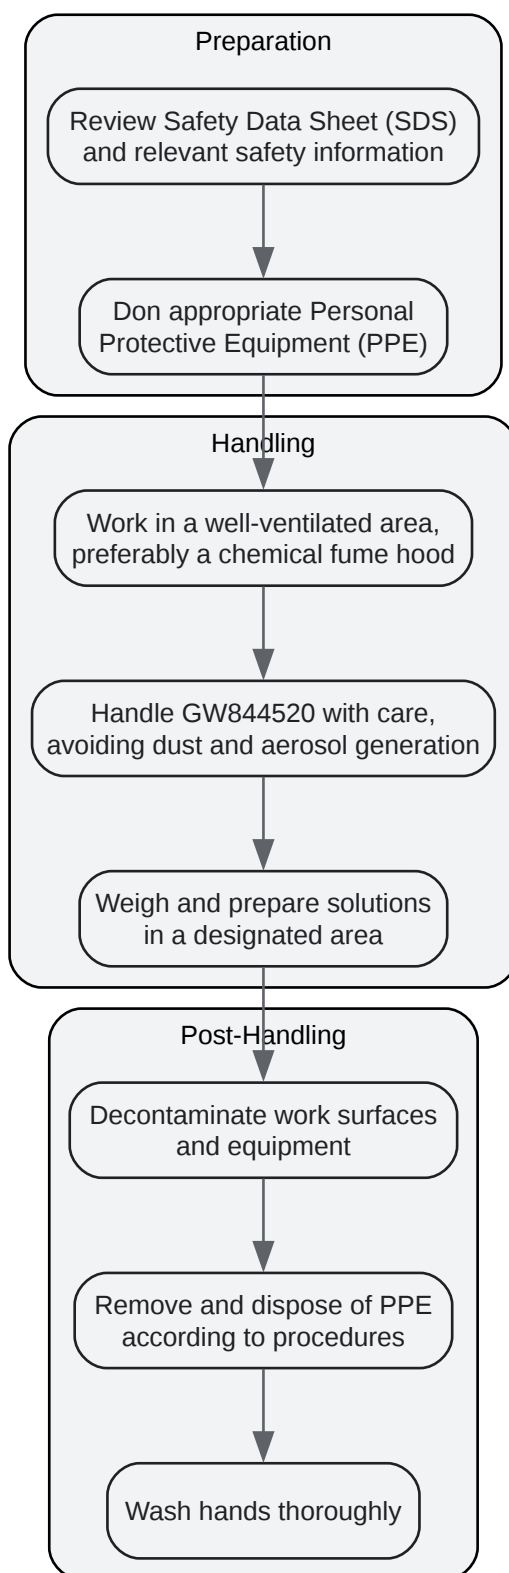 Preparation
Review Safety Data Sheet (SDS)
and relevant safety information
Don appropriate Personal
Protective Equipment (PPE)
Handling
Work in a well-ventilated area,
preferably a chemical fume hood
Handle GW844520 with care,
avoiding dust and aerosol generation
Weigh and prepare solutions
in a designated area
Post-Handling
Decontaminate work surfaces
and equipment
Remove and dispose of PPE
according to procedures
Wash hands thoroughly